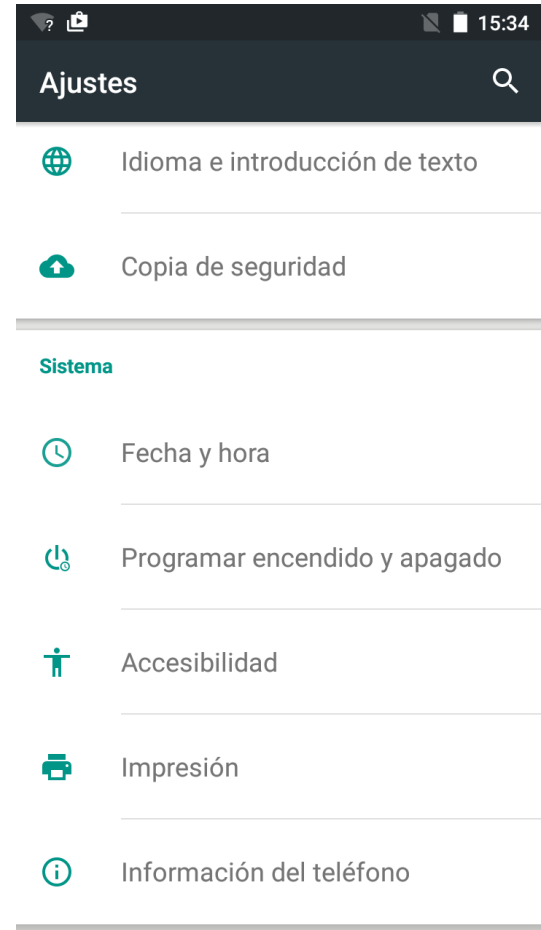 15:34
Ajustes
Idioma e introducción de texto
Copia de seguridad
Sistema
Fecha y hora
Programar encendido y apagado
Accesibilidad
Impresión
Información del teléfono